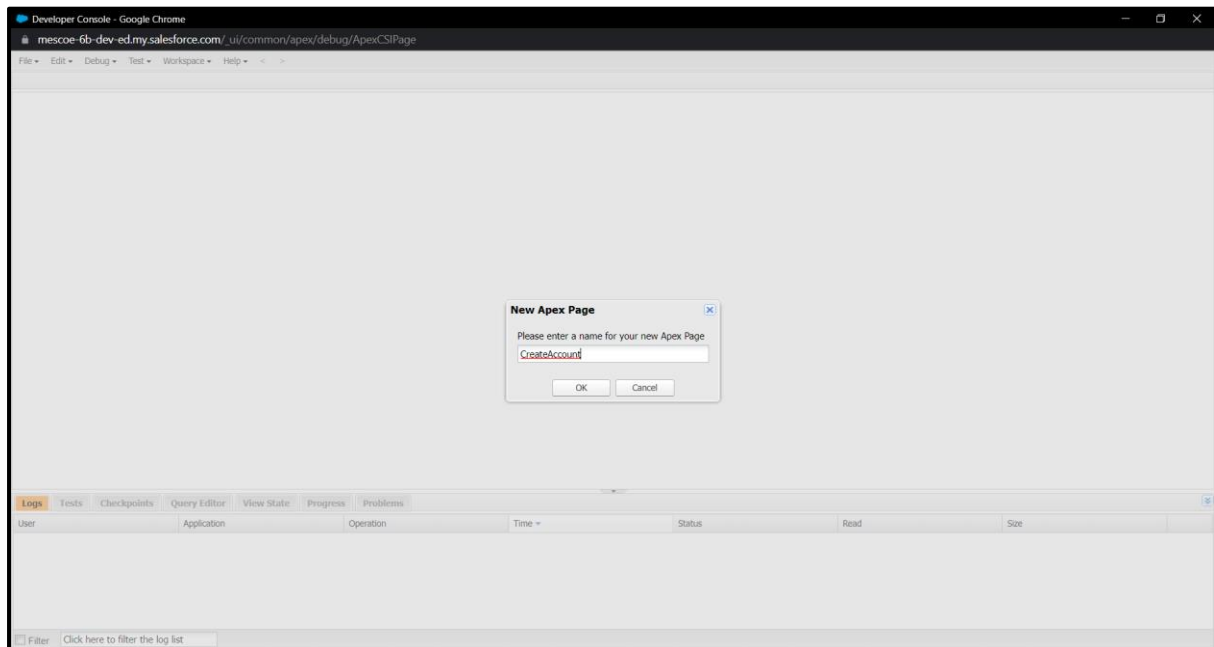 Developer Console - Google Chrome
mescoe-6b-dev-ed.my.salesforce.com/_ui/common/apex/debug/ApexCSIPage
File Edit Debug Test Workspace Help < >
New Apex Page
Please enter a name for your new Apex Page
CreateAccount
OK Cancel
Logs Tests Checkpoints Query Editor View State Progress Problems
User Application Operation Time Status Read Size
Filter Click here to filter the log list